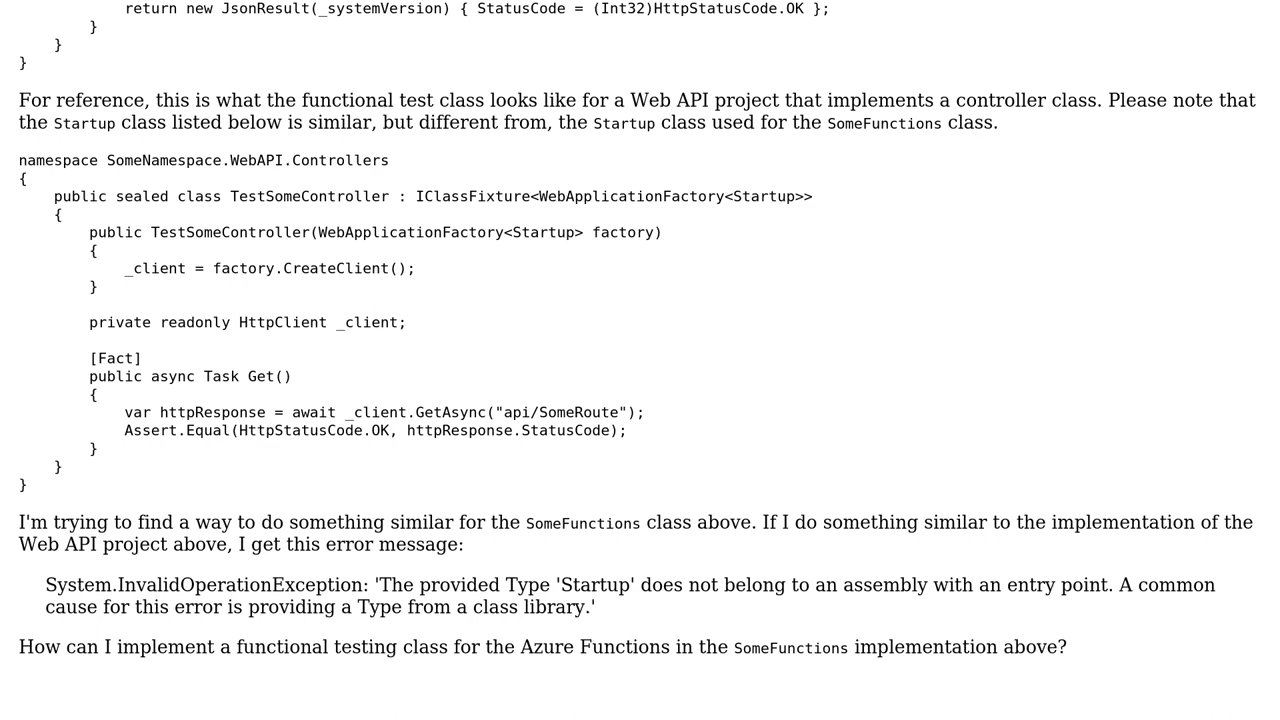 return new JsonResult(_systemVersion) { StatusCode = (Int32)HttpStatusCode.OK };
        }
    }
}
For reference, this is what the functional test class looks like for a Web API project that implements a controller class. Please note that
the Startup class listed below is similar, but different from, the Startup class used for the SomeFunctions class.
namespace SomeNamespace.WebAPI.Controllers
{
    public sealed class TestSomeController : IClassFixture<WebApplicationFactory<Startup>>
    {
        public TestSomeController(WebApplicationFactory<Startup> factory)
        {
            _client = factory.CreateClient();
        }

        private readonly HttpClient _client;

        [Fact]
        public async Task Get()
        {
            var httpResponse = await _client.GetAsync("api/SomeRoute");
            Assert.Equal(HttpStatusCode.OK, httpResponse.StatusCode);
        }
    }
}
I'm trying to find a way to do something similar for the SomeFunctions class above. If I do something similar to the implementation of the
Web API project above, I get this error message:
System.InvalidOperationException: 'The provided Type 'Startup' does not belong to an assembly with an entry point. A common
cause for this error is providing a Type from a class library.'
How can I implement a functional testing class for the Azure Functions in the SomeFunctions implementation above?